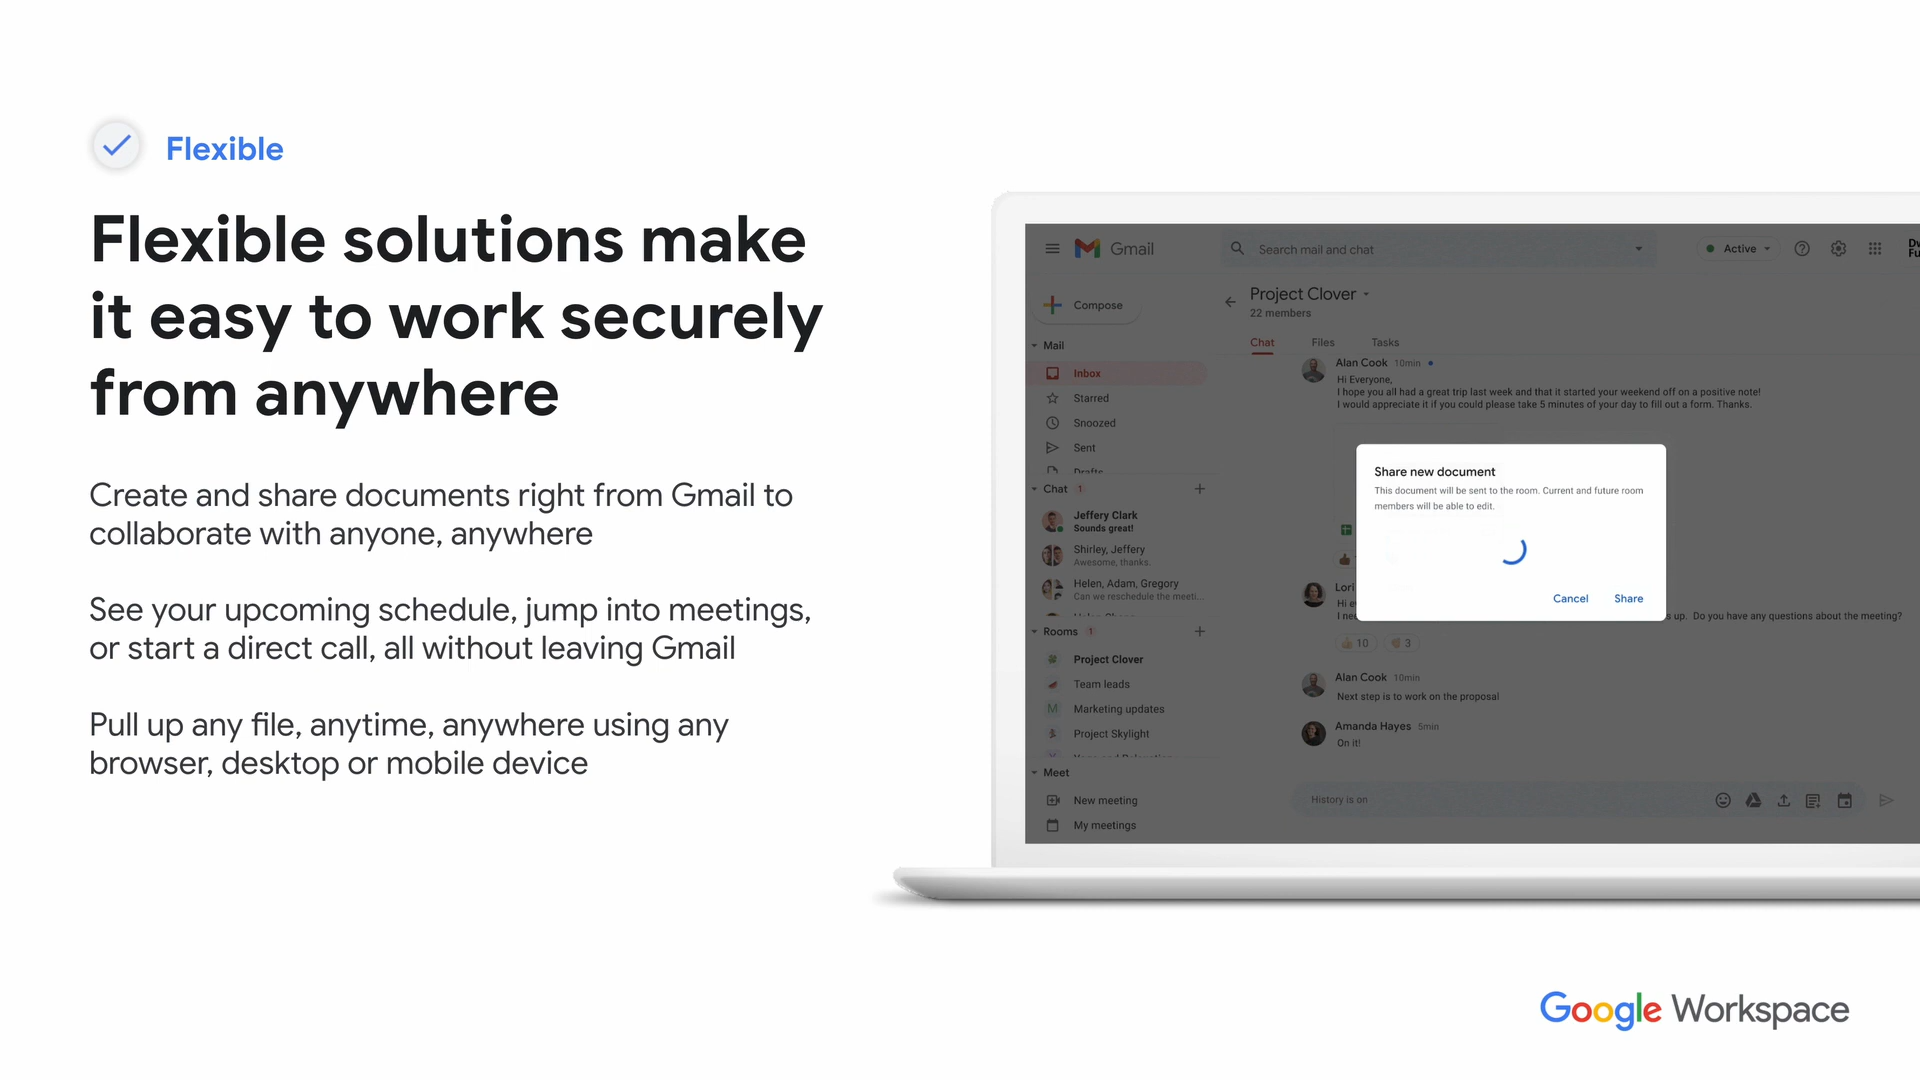 Flexible
Flexible solutions make
it easy to work securely
from anywhere
Create and share documents right from Gmail to
collaborate with anyone, anywhere
See your upcoming schedule, jump into meetings,
or start a direct call, all without leaving Gmail
Pull up any file, anytime, anywhere using any
browser, desktop or mobile device
Gmail
Search mail and chat
Active
Compose
Mail
Inbox
Starred
Snoozed
Sent
Drafts
Chat 1
Jeffery Clark
Sounds great!
Shirley, Jeffery
Awesome, thanks.
Helen, Adam, Gregory
Can we reschedule the meeti...
Rooms 1
Project Clover
Team leads
M Marketing updates
Project Skylight
Meet
New meeting
My meetings
Project Clover
22 members
Chat Files Tasks
Alan Cook 10min
Hi Everyone,
I hope you all had a great trip last week and that it started your weekend off on a positive note!
I would appreciate it if you could please take 5 minutes of your day to fill out a form. Thanks.
Share new document
This document will be sent to the room. Current and future room
members will be able to edit.
Cancel Share
Lori
s up. Do you have any questions about the meeting?
10 3
Alan Cook 10min
Next step is to work on the proposal
Amanda Hayes 5min
On it!
History is on
Google Workspace